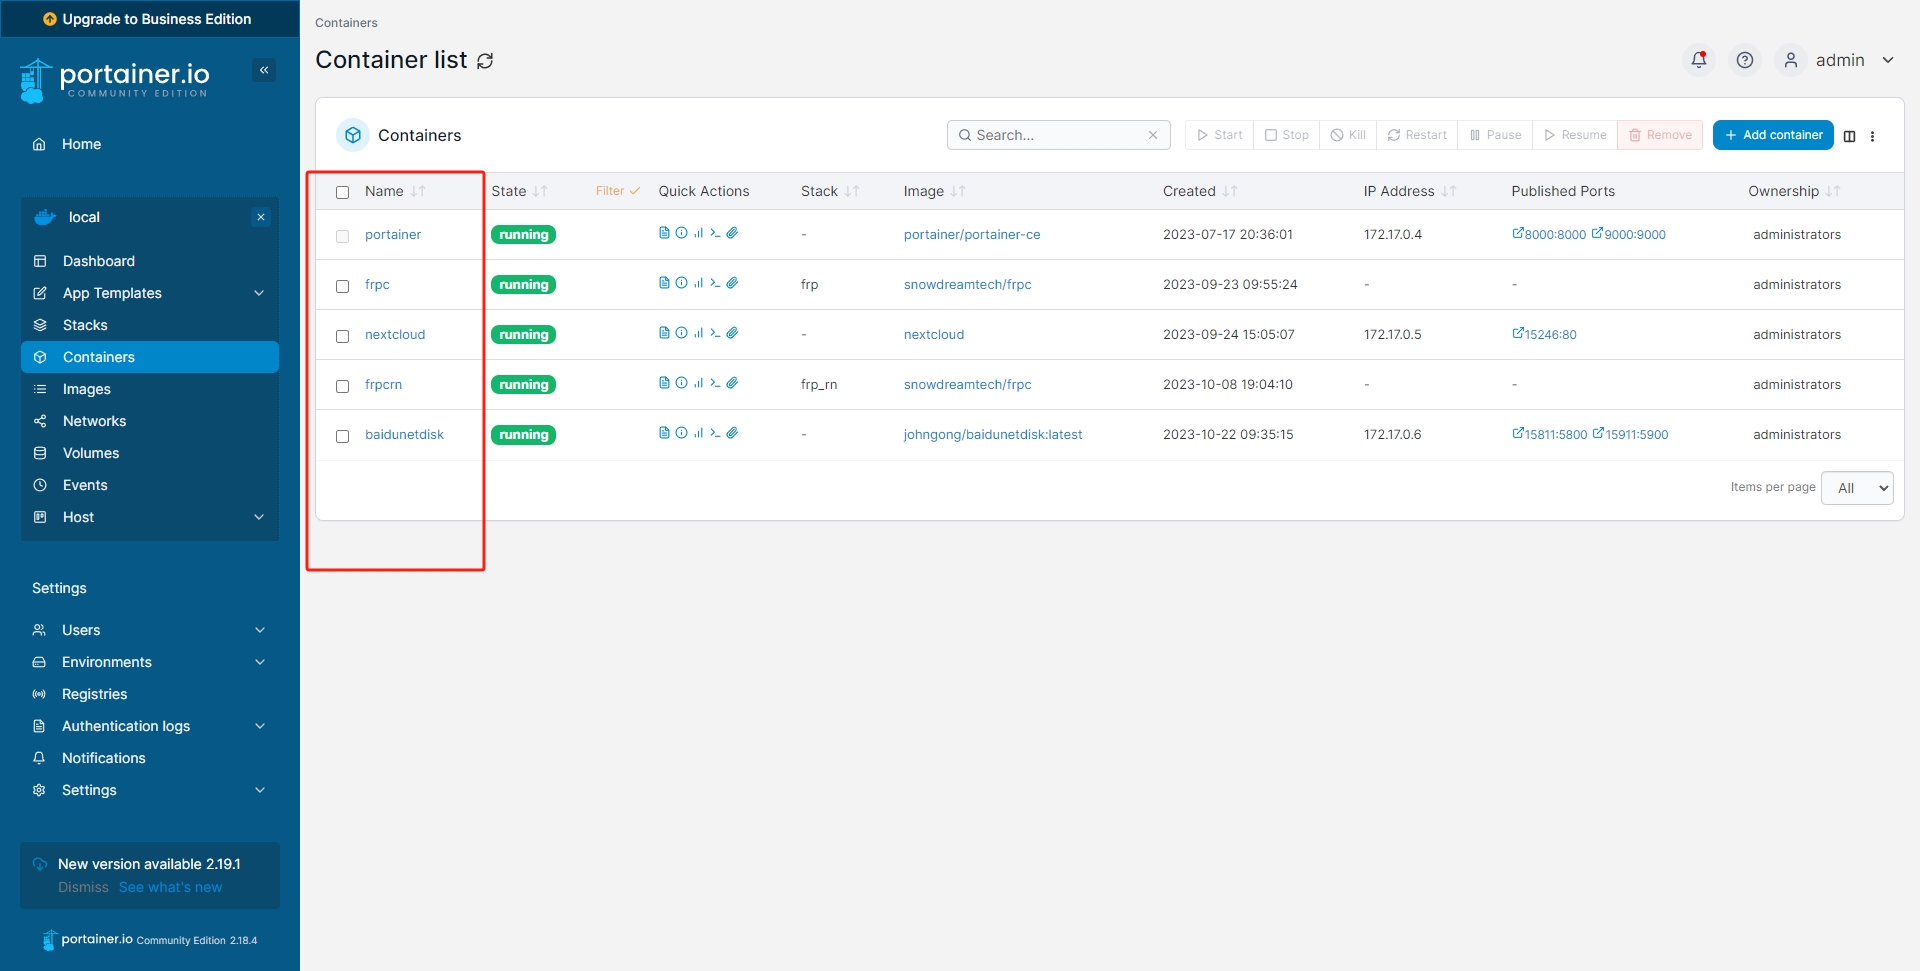 Upgrade to Business Edition
portainer.io
COMMUNITY EDITION
Home
local
Dashboard
App Templates
Stacks
Containers
Images
Networks
Volumes
Events
Host
Settings
Users
Environments
Registries
Authentication logs
Notifications
Settings
New version available 2.19.1
Dismiss See what's new
portainer.io Community Edition 2.18.4
Containers
Container list
admin
Containers
Search...
Start Stop Kill Restart Pause Resume Remove
Add container
Name State Filter Quick Actions Stack Image Created IP Address Published Ports Ownership
portainer running - portainer/portainer-ce 2023-07-17 20:36:01 172.17.0.4 8000:8000 9000:9000 administrators
frpc running frp snowdreamtech/frpc 2023-09-23 09:55:24 - - administrators
nextcloud running - nextcloud 2023-09-24 15:05:07 172.17.0.5 15246:80 administrators
frpcrn running frp_rn snowdreamtech/frpc 2023-10-08 19:04:10 - - administrators
baidunetdisk running - johngong/baidunetdisk:latest 2023-10-22 09:35:15 172.17.0.6 15811:5800 15911:5900 administrators
Items per page All